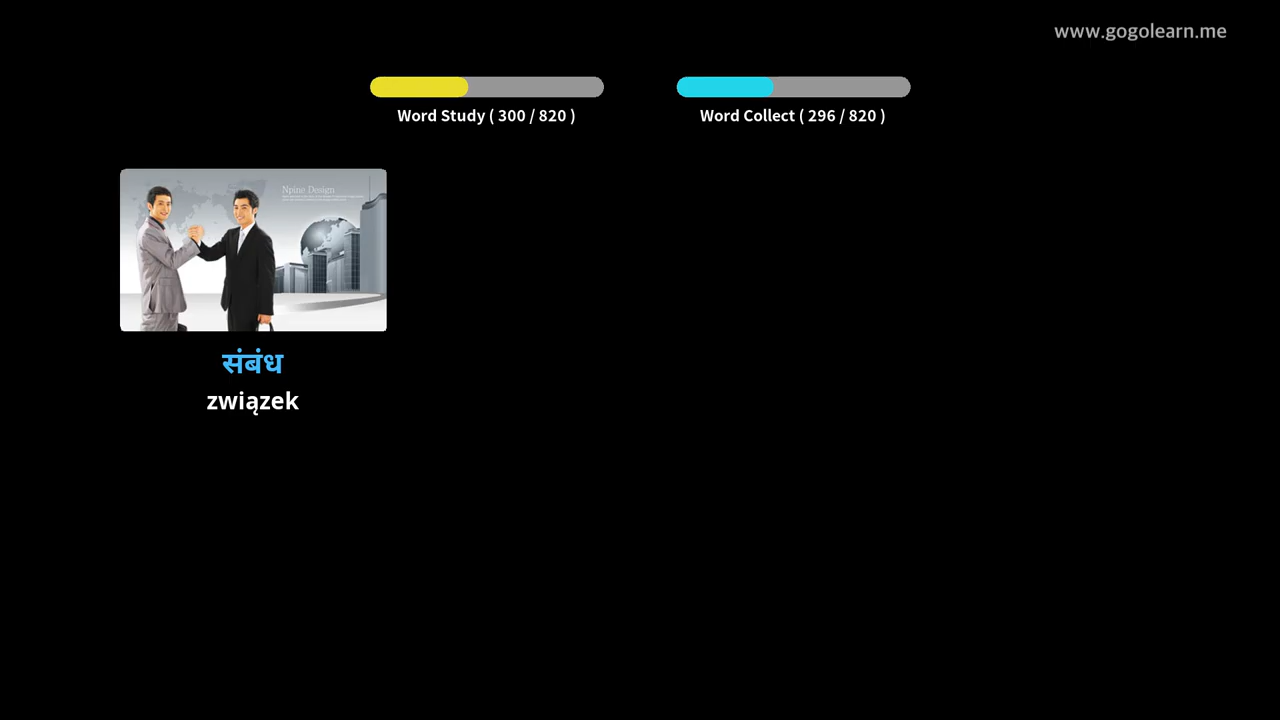 www.gogolearn.me
Word Study ( 300 / 820 )
Word Collect ( 296 / 820 )
Npine Design
संबंध
związek